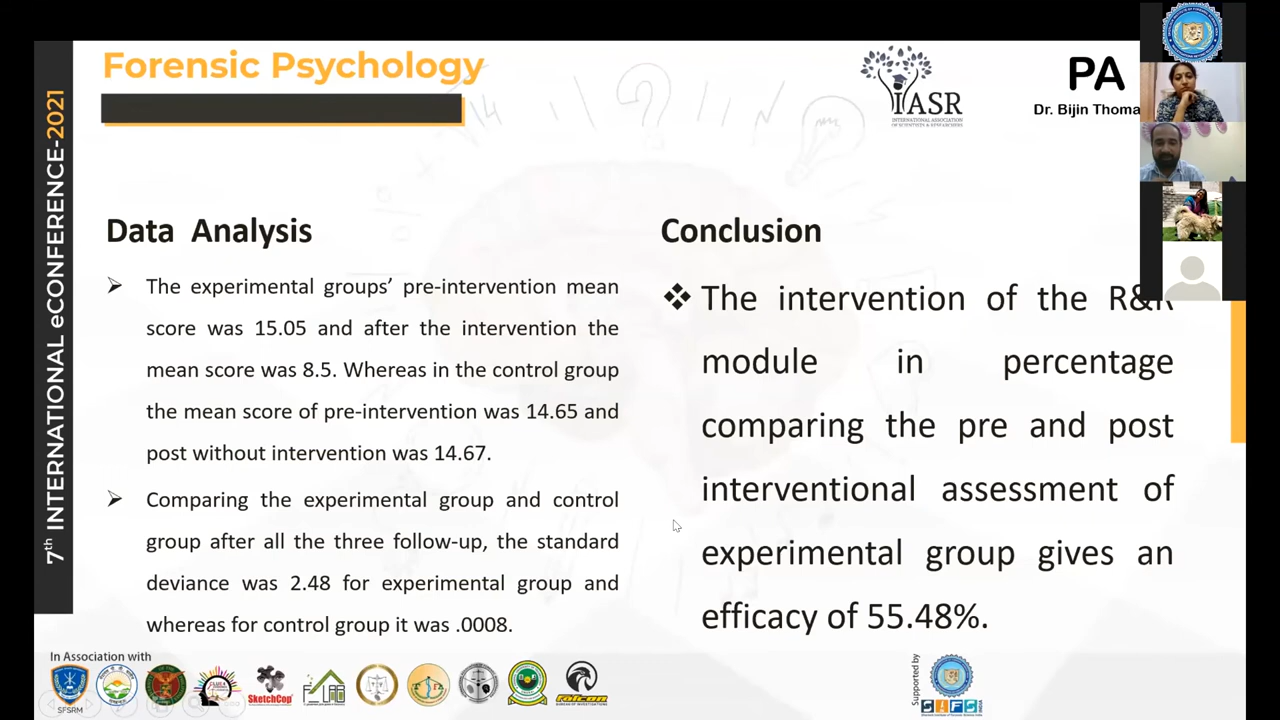 Forensic Psychology
7th INTERNATIONAL eCONFERENCE-2021
IASR
INTERNATIONAL ASSOCIATION
OF SCIENTISTS & RESEARCHERS
PA
Dr. Bijin Thoma
Data Analysis
➢ The experimental groups’ pre-intervention mean
score was 15.05 and after the intervention the
mean score was 8.5. Whereas in the control group
the mean score of pre-intervention was 14.65 and
post without intervention was 14.67.
➢ Comparing the experimental group and control
group after all the three follow-up, the standard
deviance was 2.48 for experimental group and
whereas for control group it was .0008.
Conclusion
❖ The intervention of the R&R
module in percentage
comparing the pre and post
interventional assessment of
experimental group gives an
efficacy of 55.48%.
In Association with
SFSRM
SKETCHCOP
FALCON
Supported by
SIFS
INDIA